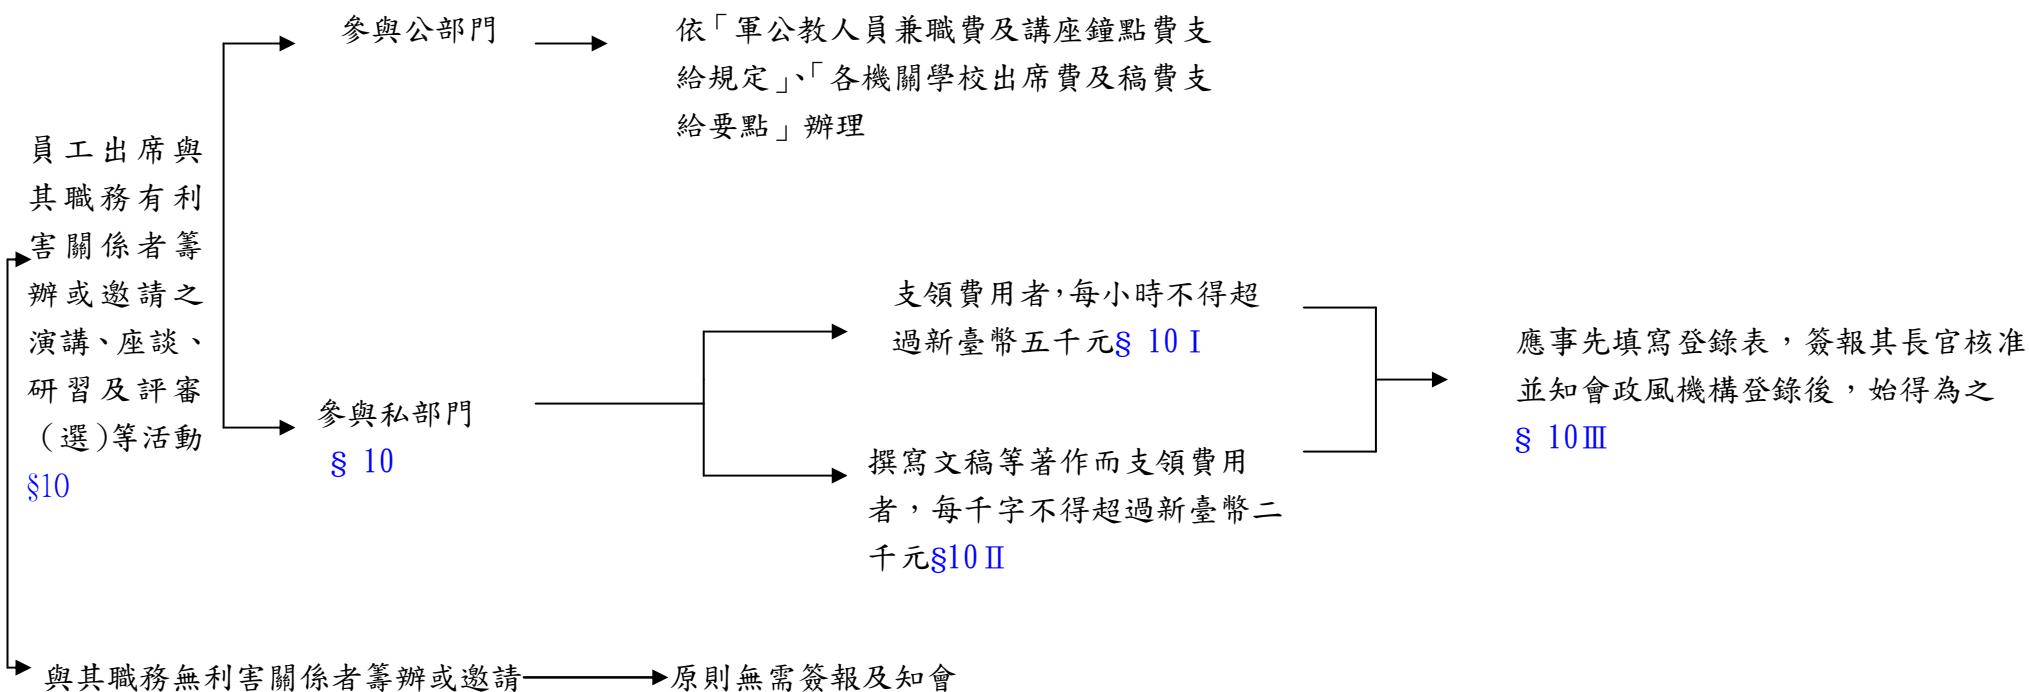 參與公部門
依「軍公教人員兼職費及講座鐘點費支
給規定」、「各機關學校出席費及稿費支
給要點」辦理
員工出席與
其職務有利
害關係者籌
辦或邀請之
演講、座談、
研習及評審
（選）等活動
§10
參與私部門
§ 10
支領費用者,每小時不得超
過新臺幣五千元§ 10 I
撰寫文稿等著作而支領費用
者，每千字不得超過新臺幣二
千元§10 Ⅱ
應事先填寫登錄表，簽報其長官核准
並知會政風機構登錄後，始得為之
§ 10Ⅲ
與其職務無利害關係者籌辦或邀請
原則無需簽報及知會